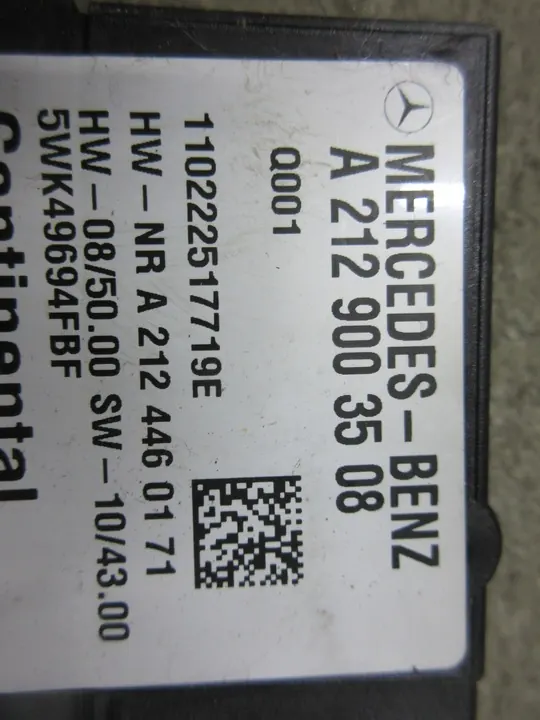 MERCEDES-BENZ
A 212 900 35 08
Q001
110222517719E
HW-NR A 212 446 01 71
HW-08/50.00 SW-10/43.00
5WK49694FBF
Continental